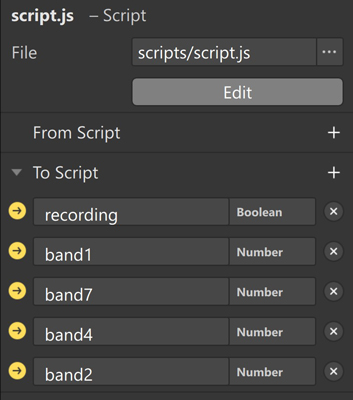 script.js – Script
File scripts/script.js ...
Edit
From Script +
To Script +
recording Boolean
band1 Number
band7 Number
band4 Number
band2 Number